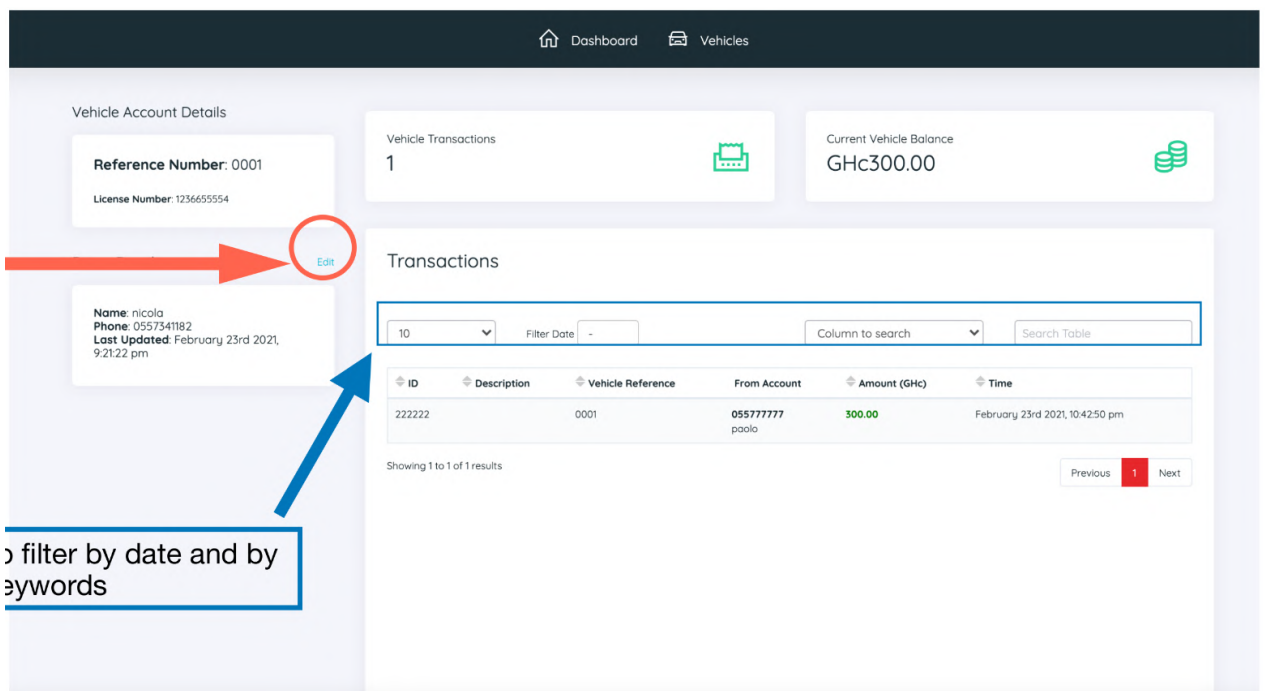 Dashboard Vehicles
Vehicle Account Details
Reference Number: 0001
License Number: 1236655554
Edit
Name: nicola
Phone: 0557341182
Last Updated: February 23rd 2021,
9:21:22 pm
Vehicle Transactions
1
Current Vehicle Balance
GHc300.00
Transactions
10 Filter Date - Column to search Search Table
ID Description Vehicle Reference From Account Amount (GHc) Time
222222 0001 055777777 300.00 February 23rd 2021, 10:42:50 pm
paolo
Showing 1 to 1 of 1 results
Previous 1 Next
filter by date and by
eywords